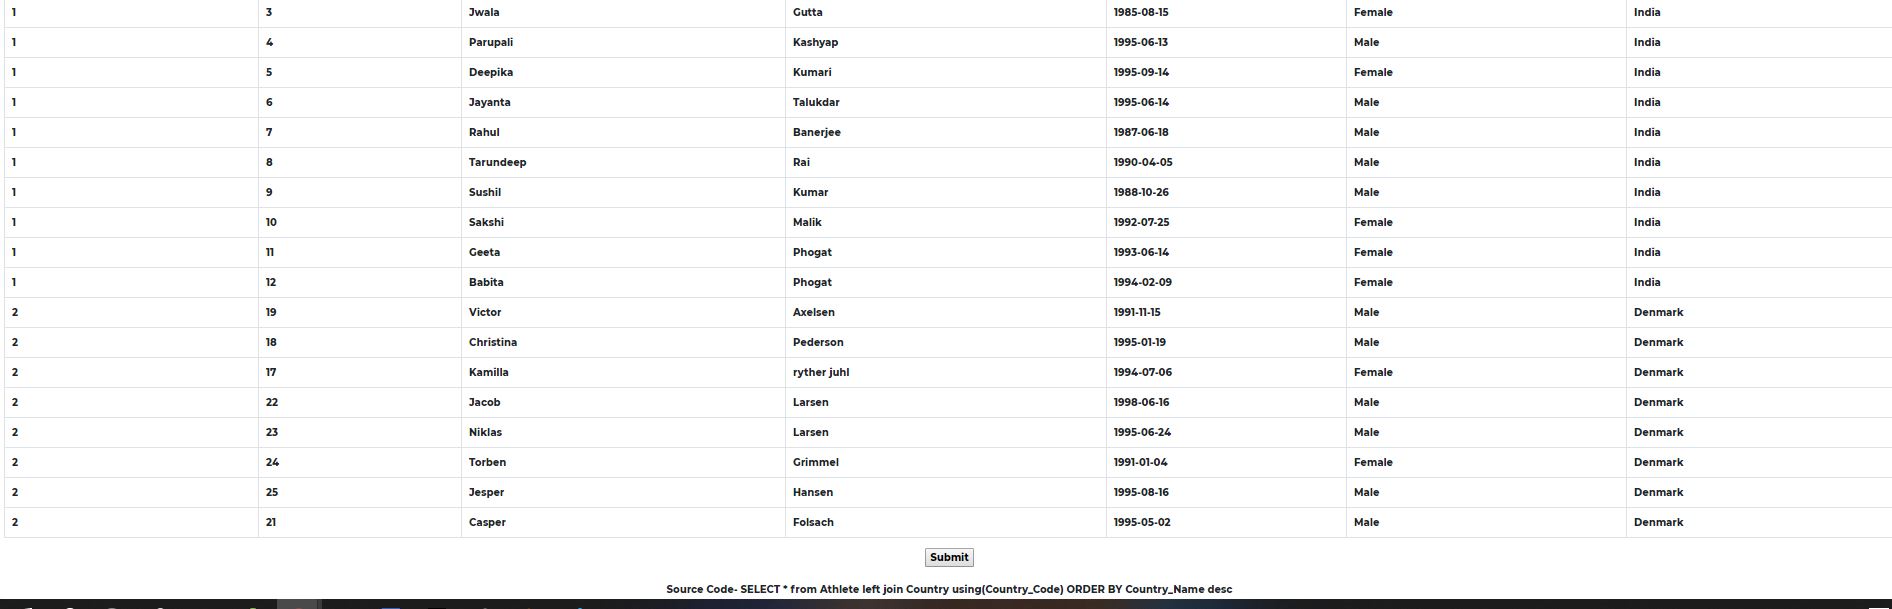 1 3 Jwala Gutta 1985-08-15 Female India
1 4 Parupali Kashyap 1995-06-13 Male India
1 5 Deepika Kumari 1995-09-14 Female India
1 6 Jayanta Talukdar 1995-06-14 Male India
1 7 Rahul Banerjee 1987-06-18 Male India
1 8 Tarundeep Rai 1990-04-05 Male India
1 9 Sushil Kumar 1988-10-26 Male India
1 10 Sakshi Malik 1992-07-25 Female India
1 11 Geeta Phogat 1993-06-14 Female India
1 12 Babita Phogat 1994-02-09 Female India
2 19 Victor Axelsen 1991-11-15 Male Denmark
2 18 Christina Pederson 1995-01-19 Male Denmark
2 17 Kamilla ryther juhl 1994-07-06 Female Denmark
2 22 Jacob Larsen 1998-06-16 Male Denmark
2 23 Niklas Larsen 1995-06-24 Male Denmark
2 24 Torben Grimmel 1991-01-04 Female Denmark
2 25 Jesper Hansen 1995-08-16 Male Denmark
2 21 Casper Folsach 1995-05-02 Male Denmark
Submit
Source Code- SELECT * from Athlete left join Country using(Country_Code) ORDER BY Country_Name desc